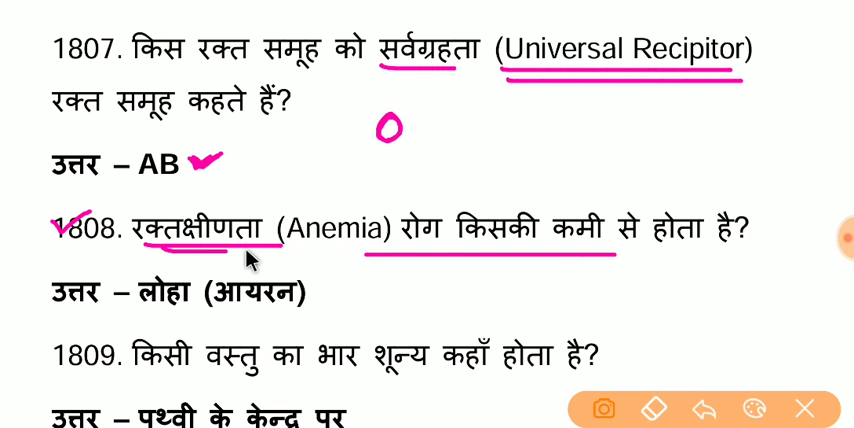 1807. किस रक्त समूह को सर्वग्रहता (Universal Recipitor)
रक्त समूह कहते हैं?
O
उत्तर – AB
1808. रक्तक्षीणता (Anemia) रोग किसकी कमी से होता है?
उत्तर – लोहा (आयरन)
1809. किसी वस्तु का भार शून्य कहाँ होता है?
उत्तर – पृथ्वी के केन्द्र पर